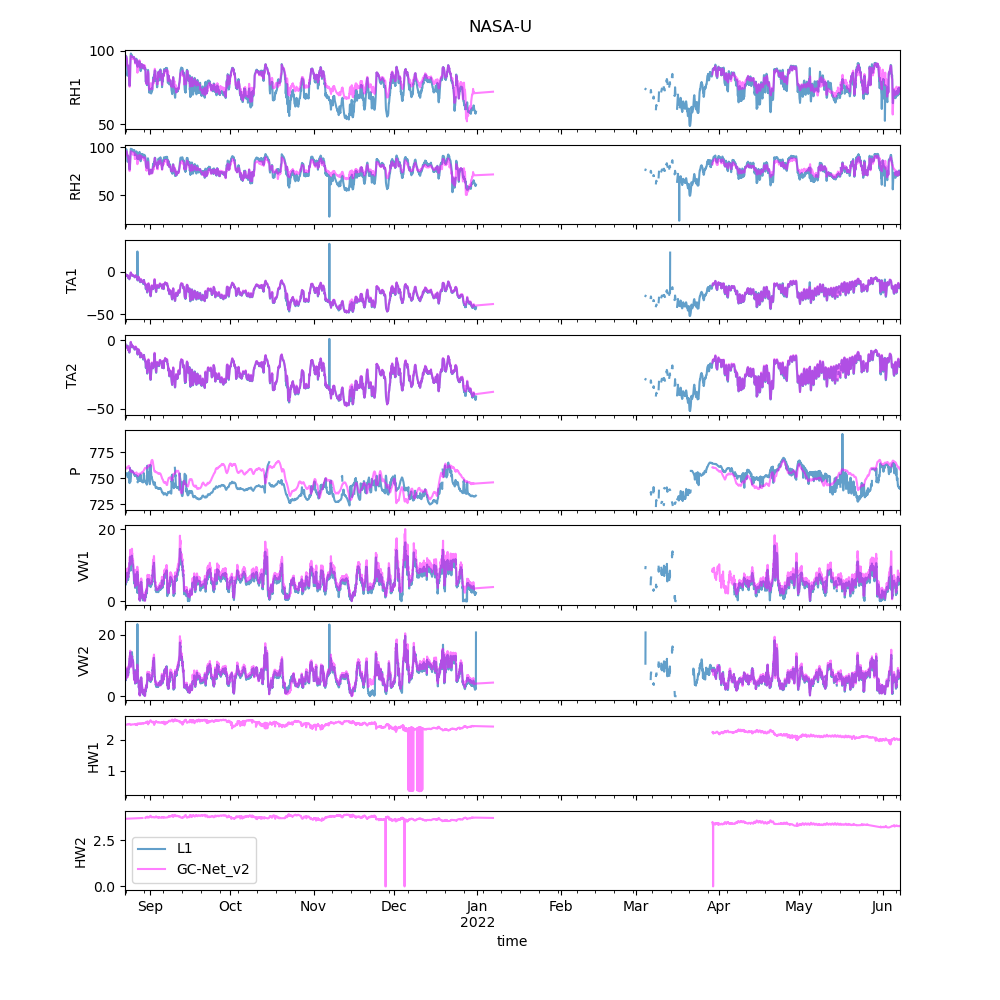 NASA-U
100
50
RH1
100
50
RH2
0
−50
TA1
0
−50
TA2
775
750
725
P
20
0
VW1
20
0
VW2
2
1
HW1
2.5
0.0
HW2
L1
GC-Net_v2
Sep Oct Nov Dec Jan Feb Mar Apr May Jun
2022
time